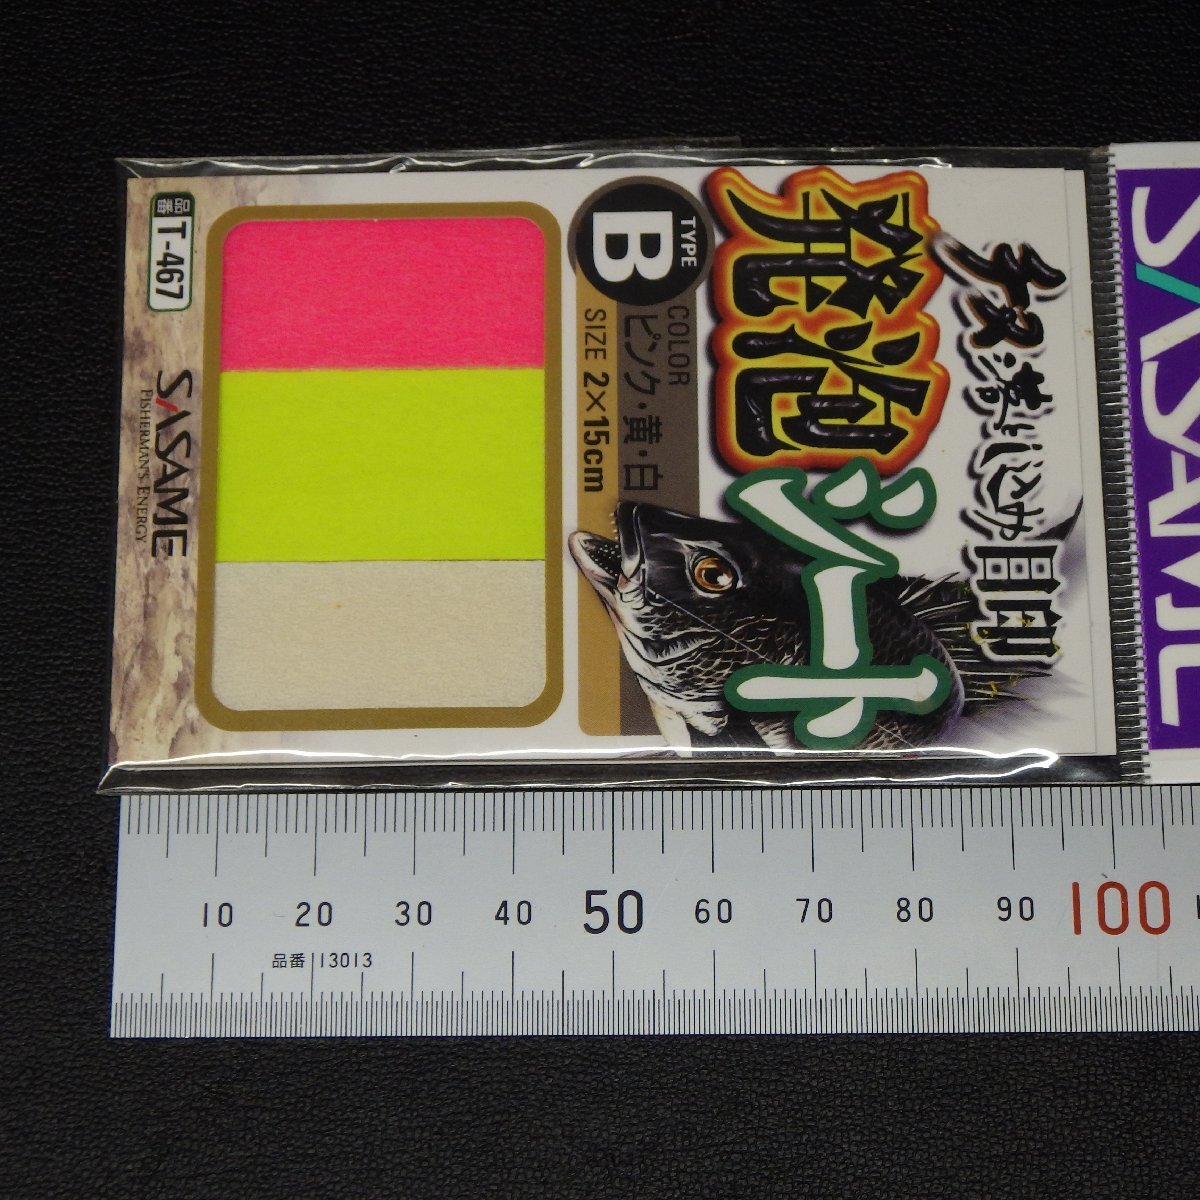 SASAME
チヌ落とし込み目印
発泡シート
TYPE
B
COLOR
ピンク・黄・白
SIZE 2×15cm
品番 T-467
SASAME
FISHERMAN'S ENERGY
10 20 30 40 50 60 70 80 90 100
品番 13013